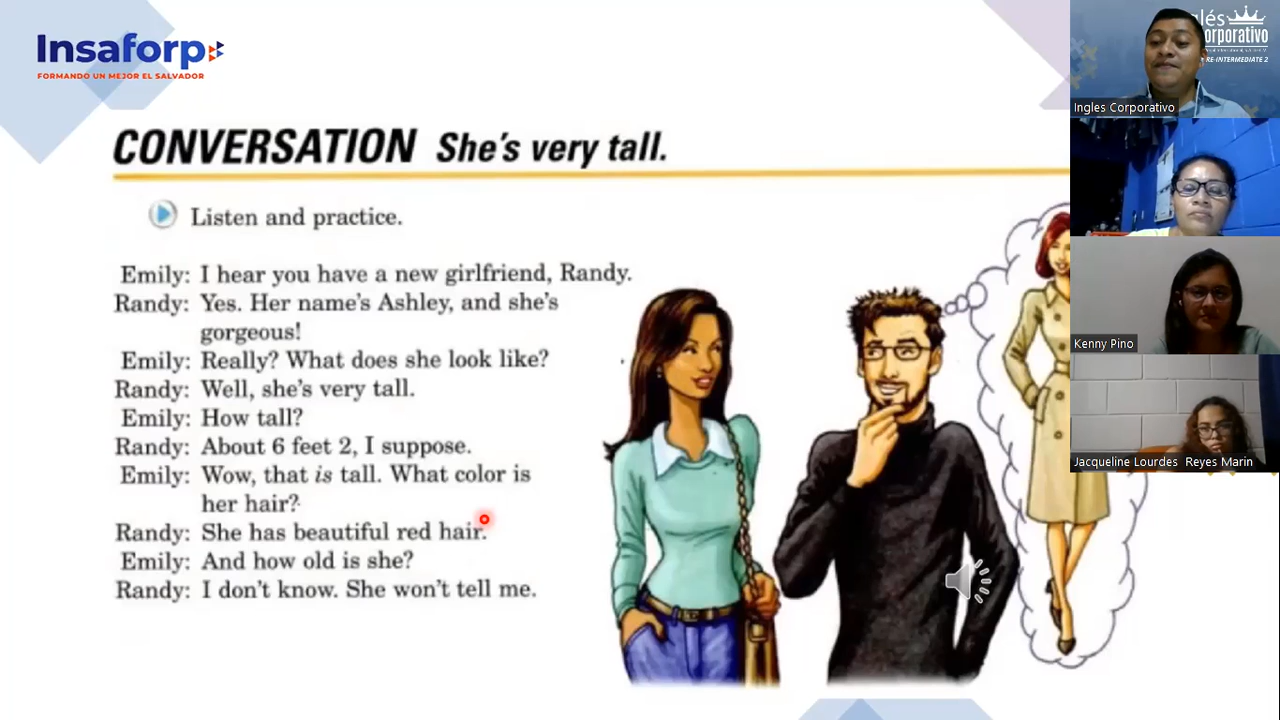 Insaforp
FORMANDO UN MEJOR EL SALVADOR
CONVERSATION She's very tall.
Listen and practice.
Emily: I hear you have a new girlfriend, Randy.
Randy: Yes. Her name's Ashley, and she's
gorgeous!
Emily: Really? What does she look like?
Randy: Well, she's very tall.
Emily: How tall?
Randy: About 6 feet 2, I suppose.
Emily: Wow, that is tall. What color is
her hair?
Randy: She has beautiful red hair.
Emily: And how old is she?
Randy: I don't know. She won't tell me.
Ingles Corporativo
RE-INTERMEDIATE 2
Kenny Pino
Jacqueline Lourdes Reyes Marin